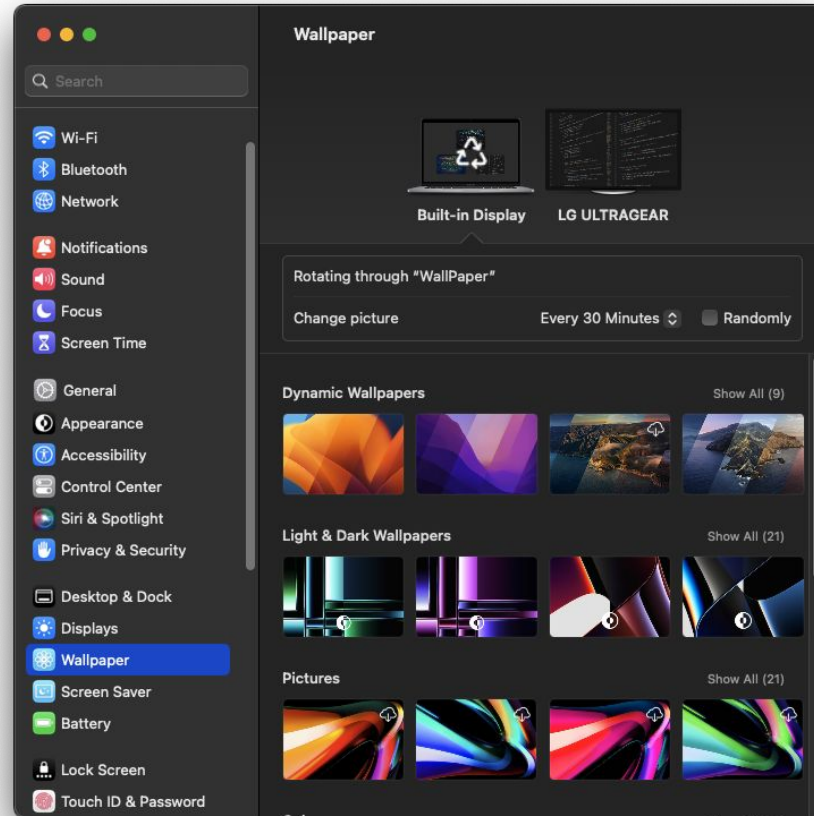 Wallpaper
Search
Wi-Fi
Bluetooth
Network
Notifications
Sound
Focus
Screen Time
General
Appearance
Accessibility
Control Center
Siri & Spotlight
Privacy & Security
Desktop & Dock
Displays
Wallpaper
Screen Saver
Battery
Lock Screen
Touch ID & Password
Built-in Display
LG ULTRAGEAR
Rotating through “WallPaper”
Change picture
Every 30 Minutes
Randomly
Dynamic Wallpapers
Show All (9)
Light & Dark Wallpapers
Show All (21)
Pictures
Show All (21)